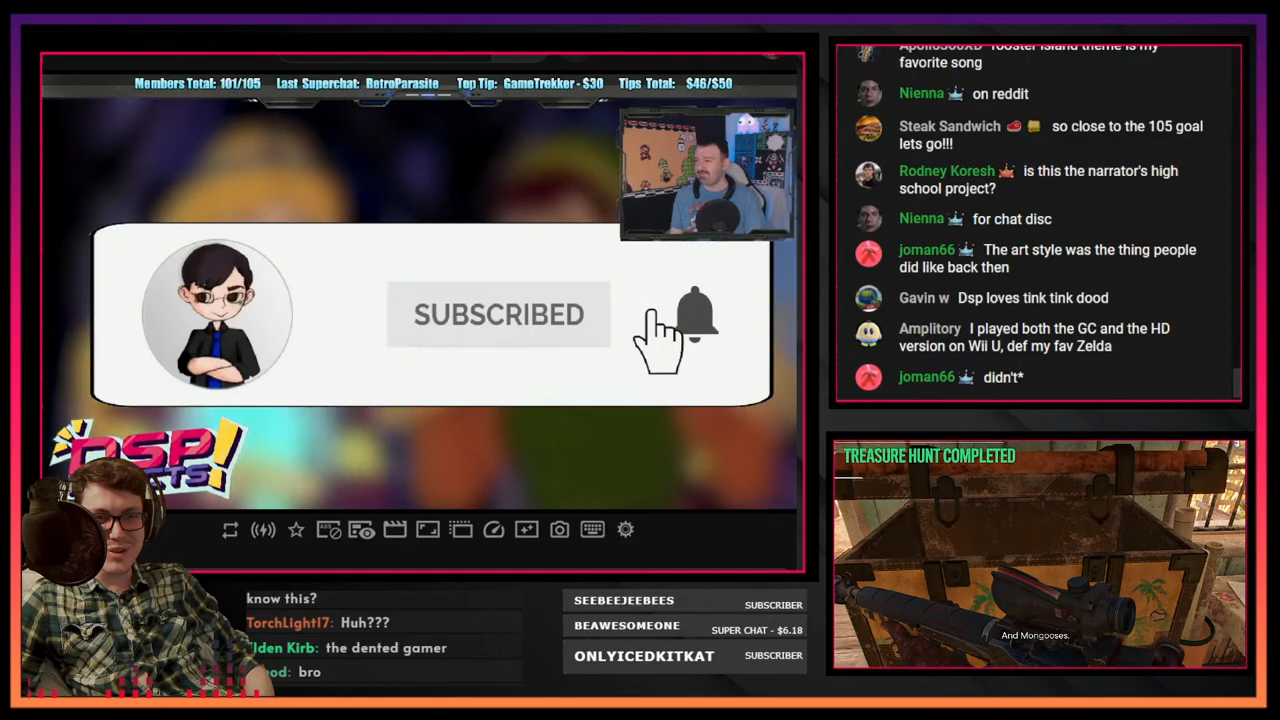 Members Total: 101/105 Last Superchat: RetroParasite Top Tip: GameTrekker - $30 Tips Total: $46/$50
SUBSCRIBED
DSP
know this?
TorchLight17: Huh???
Elden Kirb: the dented gamer
bro
SEEBEEJEEBEES SUBSCRIBER
BEAWESOMEONE SUPER CHAT - $6.18
ONLYICEDKITKAT SUBSCRIBER
favorite song
Nienna on reddit
Steak Sandwich so close to the 105 goal
lets go!!!
Rodney Koresh is this the narrator's high
school project?
Nienna for chat disc
joman66 The art style was the thing people
did like back then
Gavin w Dsp loves tink tink dood
Amplitory I played both the GC and the HD
version on Wii U, def my fav Zelda
joman66 didn't*
TREASURE HUNT COMPLETED
And Mongooses.